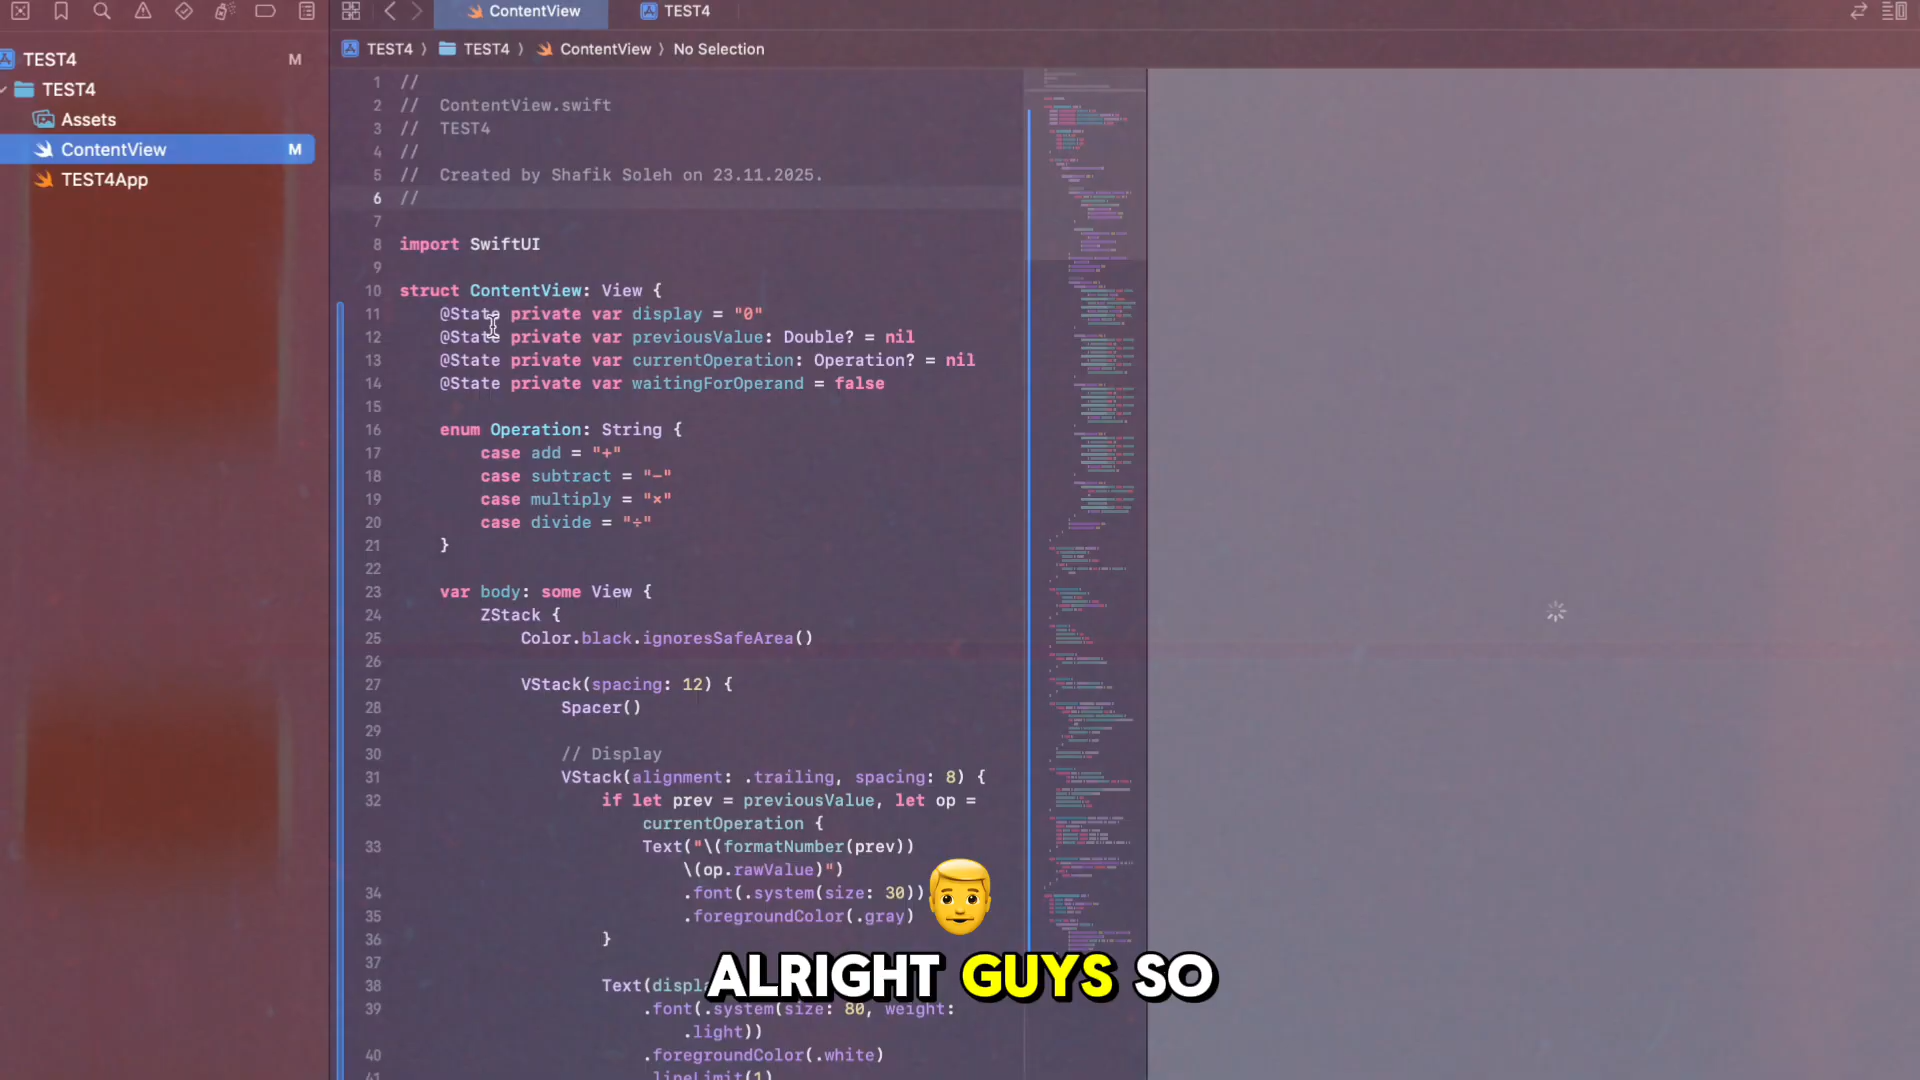 ContentView
TEST4
TEST4 〉 TEST4 〉 ContentView 〉 No Selection
TEST4 M
TEST4
Assets
ContentView M
TEST4App
1 //
2 //  ContentView.swift
3 //  TEST4
4 //
5 //  Created by Shafik Soleh on 23.11.2025.
6 //
7
8 import SwiftUI
9
10 struct ContentView: View {
11     @State private var display = "0"
12     @State private var previousValue: Double? = nil
13     @State private var currentOperation: Operation? = nil
14     @State private var waitingForOperand = false
15
16     enum Operation: String {
17         case add = "+"
18         case subtract = "−"
19         case multiply = "×"
20         case divide = "÷"
21     }
22
23     var body: some View {
24         ZStack {
25             Color.black.ignoresSafeArea()
26
27             VStack(spacing: 12) {
28                 Spacer()
29
30                 // Display
31                 VStack(alignment: .trailing, spacing: 8) {
32                     if let prev = previousValue, let op =
currentOperation {
33                         Text("\(formatNumber(prev))
\(op.rawValue)")
34                             .font(.system(size: 30))
35                             .foregroundColor(.gray)
36                     }
37
38                     Text(displ
39                         .font(.system(size: 80, weight:
.light))
40                         .foregroundColor(.white)
41                         .lineLimit(1)
ALRIGHT GUYS SO